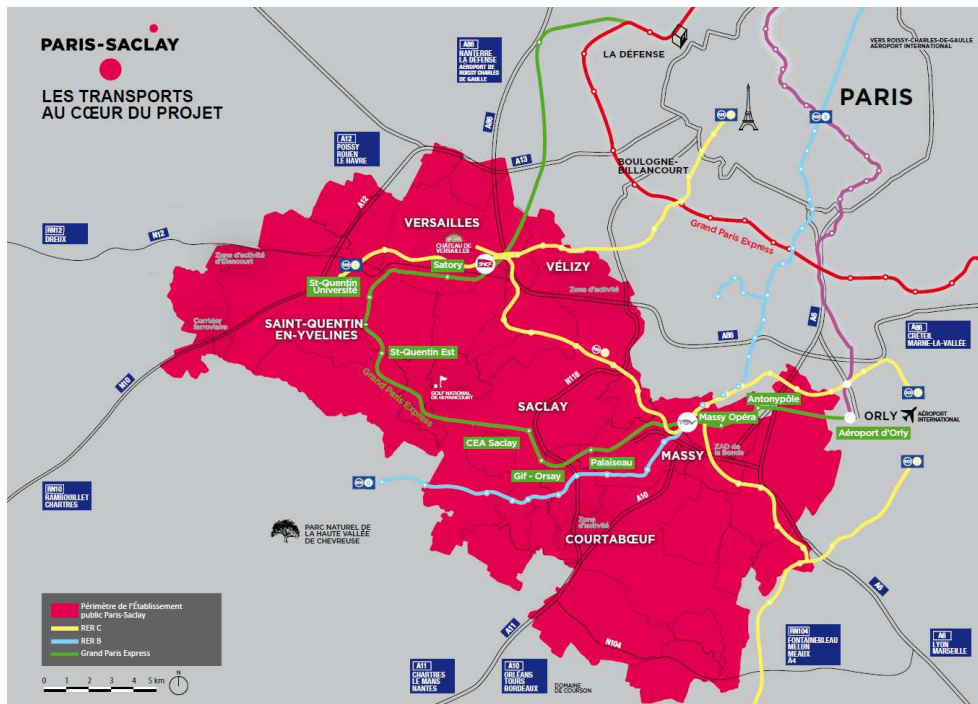 PARIS-SACLAY
LES TRANSPORTS
AU CŒUR DU PROJET
A86
NANTERRE
LA DÉFENSE
AÉROPORT DE
ROISSY CHARLES
DE GAULLE
LA DÉFENSE
VERS ROISSY-CHARLES-DE-GAULLE
AÉROPORT INTERNATIONAL
PARIS
A86
A12
POISSY
ROUEN
LE HAVRE
A13
BOULOGNE-
BILLANCOURT
A12
RN12
DREUX
N12
VERSAILLES
CHÂTEAU DE
VERSAILLES
Grand Paris Express
Zone d'activité
d'Élancourt
St-Quentin
Université
Satory
SNCF
VÉLIZY
Zone d'activité
Corridor
ferroviaire
SAINT-QUENTIN-
EN-YVELINES
A86
A6
A86
CRÉTEIL
MARNE-LA-VALLÉE
St-Quentin Est
N10
Grand Paris Express
GOLF NATIONAL
DE GUYANCOURT
N118
SACLAY
Antonypôle
Massy Opéra
TGV
ORLY
AÉROPORT
INTERNATIONAL
Aéroport d'Orly
CEA Saclay
MASSY
ZAD de
la Bonde
Gif - Orsay
Palaiseau
RN10
RAMBOUILLET
CHARTRES
A10
PARC NATUREL DE
LA HAUTE VALLÉE
DE CHEVREUSE
Zone
d'activité
COURTABŒUF
A6
Périmètre de l'Établissement
public Paris-Saclay
RER C
RER B
Grand Paris Express
0 1 2 3 4 5 km
N
A11
N104
A11
CHARTRES
LE MANS
NANTES
A10
ORLÉANS
TOURS
BORDEAUX
DOMAINE
DE COURSON
RN104
FONTAINEBLEAU
MELUN
MEAUX
A4
A6
LYON
MARSEILLE